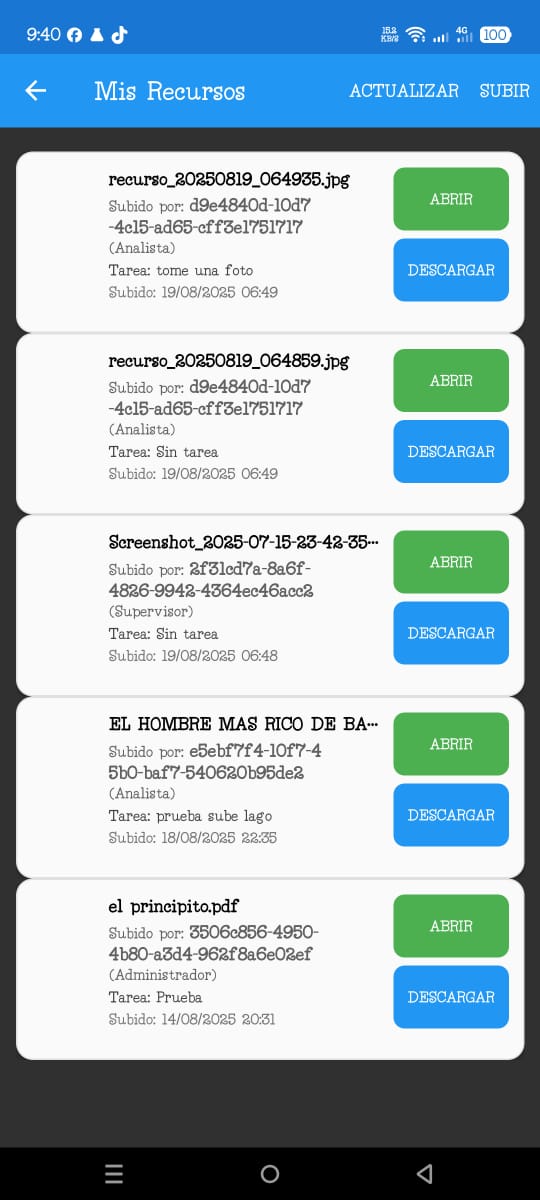 9:40
15.2 KB/S
4G
100
Mis Recursos
ACTUALIZAR
SUBIR
recurso_20250819_064935.jpg
Subido por: d9e4840d-10d7
-4c15-ad65-cff3e1751717
(Analista)
Tarea: tome una foto
Subido: 19/08/2025 06:49
ABRIR
DESCARGAR
recurso_20250819_064859.jpg
Subido por: d9e4840d-10d7
-4c15-ad65-cff3e1751717
(Analista)
Tarea: Sin tarea
Subido: 19/08/2025 06:49
ABRIR
DESCARGAR
Screenshot_2025-07-15-23-42-35...
Subido por: 2f31cd7a-8a6f-
4826-9942-4364ec46acc2
(Supervisor)
Tarea: Sin tarea
Subido: 19/08/2025 06:48
ABRIR
DESCARGAR
EL HOMBRE MAS RICO DE BA...
Subido por: e5ebf7f4-10f7-4
5b0-baf7-540620b95de2
(Analista)
Tarea: prueba sube lago
Subido: 18/08/2025 22:35
ABRIR
DESCARGAR
el principito.pdf
Subido por: 3506c856-4950-
4b80-a3d4-962f8a6e02ef
(Administrador)
Tarea: Prueba
Subido: 14/08/2025 20:31
ABRIR
DESCARGAR